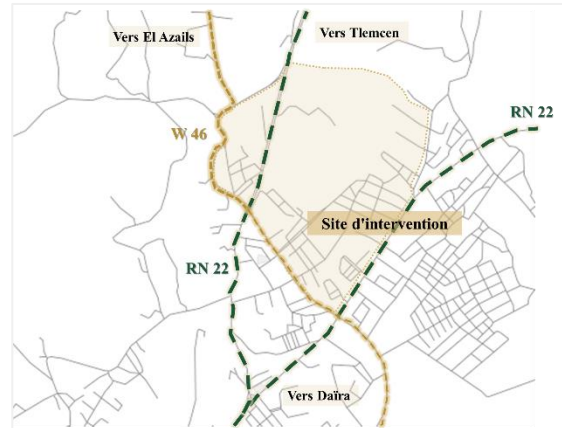 Vers El Azails
Vers Tlemcen
RN 22
W 46
Site d'intervention
RN 22
Vers Daïra